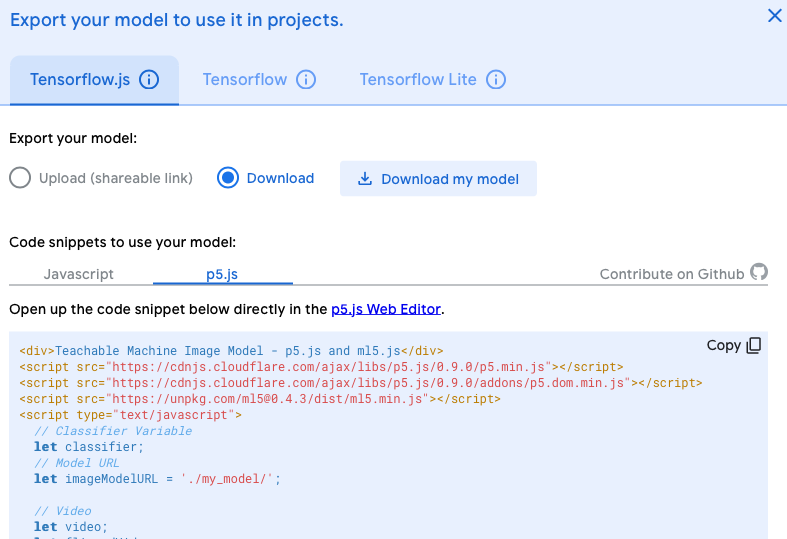 Export your model to use it in projects.
Tensorflow.js Tensorflow Tensorflow Lite
Export your model:
Upload (shareable link) Download Download my model
Code snippets to use your model:
Javascript p5.js Contribute on Github
Open up the code snippet below directly in the p5.js Web Editor.
Copy
<div>Teachable Machine Image Model - p5.js and ml5.js</div>
<script src="https://cdnjs.cloudflare.com/ajax/libs/p5.js/0.9.0/p5.min.js"></script>
<script src="https://cdnjs.cloudflare.com/ajax/libs/p5.js/0.9.0/addons/p5.dom.min.js"></script>
<script src="https://unpkg.com/ml5@0.4.3/dist/ml5.min.js"></script>
<script type="text/javascript">
// Classifier Variable
let classifier;
// Model URL
let imageModelURL = './my_model/';
// Video
let video;